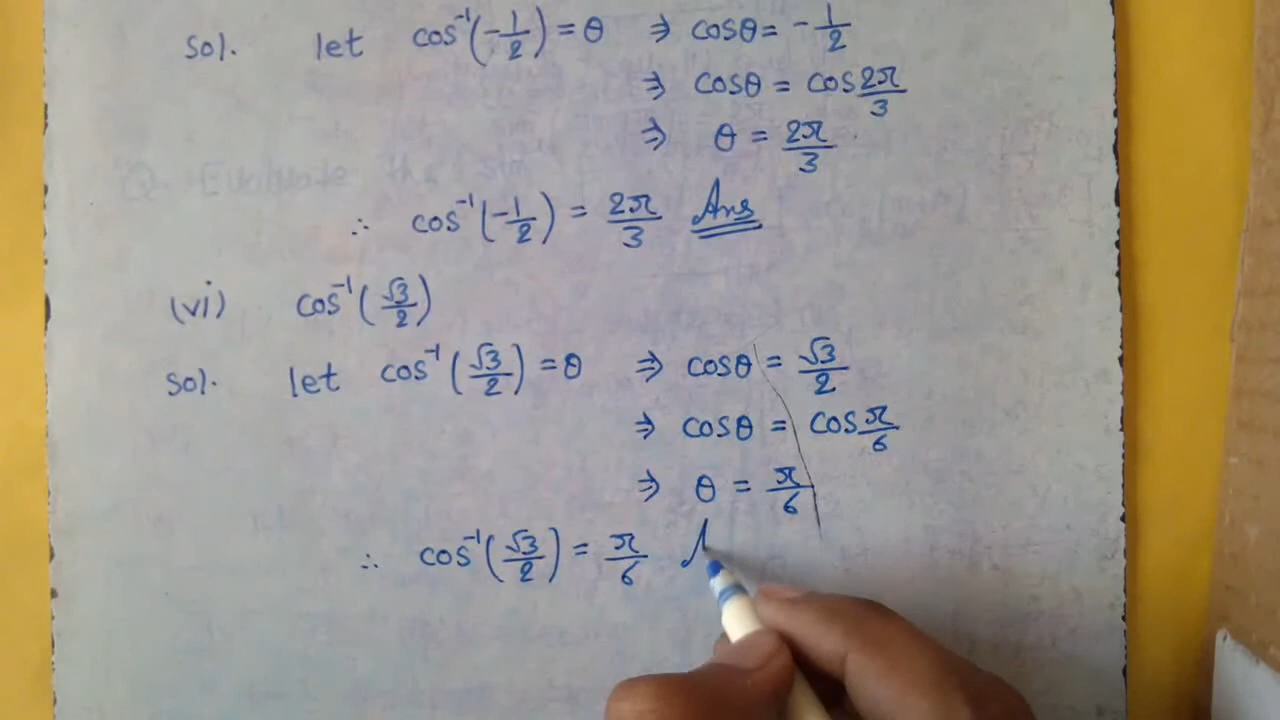 sol. let cos⁻¹(-1/2) = θ ⇒ cosθ = -1/2
⇒ cosθ = cos 2π/3
⇒ θ = 2π/3
∴ cos⁻¹(-1/2) = 2π/3 Ans
(vi) cos⁻¹(√3/2)
sol. let cos⁻¹(√3/2) = θ ⇒ cosθ = √3/2
⇒ cosθ = cos π/6
⇒ θ = π/6
∴ cos⁻¹(√3/2) = π/6